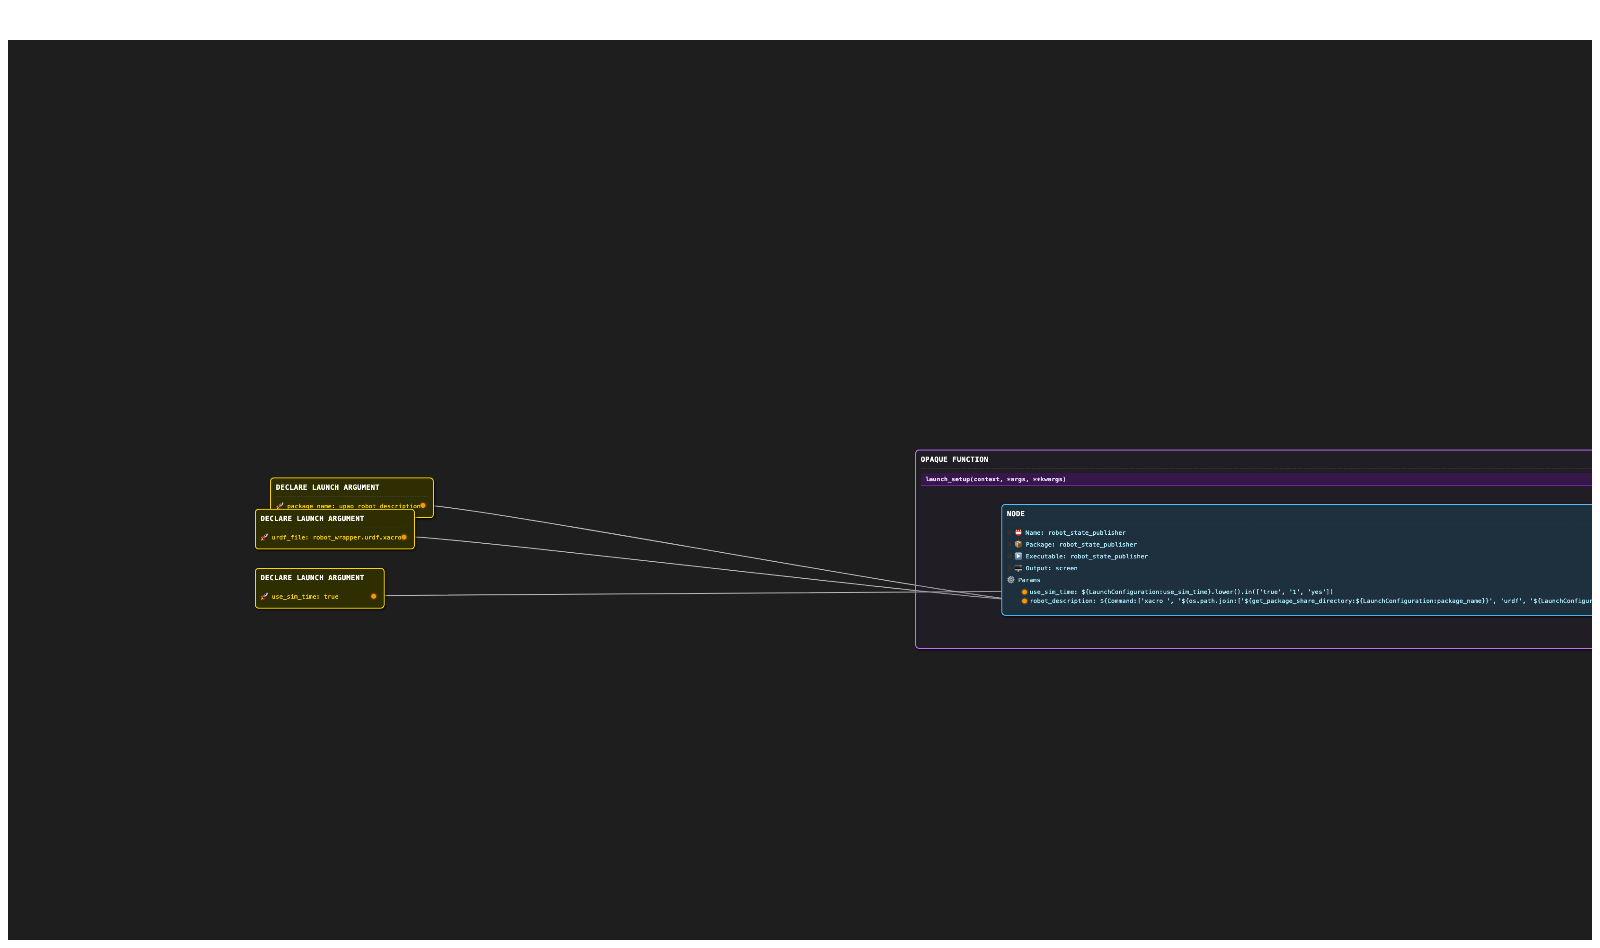 DECLARE LAUNCH ARGUMENT
package_name: upao_robot_description
DECLARE LAUNCH ARGUMENT
urdf_file: robot_wrapper.urdf.xacro
DECLARE LAUNCH ARGUMENT
use_sim_time: true
OPAQUE FUNCTION
launch_setup(context, *args, **kwargs)
NODE
Name: robot_state_publisher
Package: robot_state_publisher
Executable: robot_state_publisher
Output: screen
Params
use_sim_time: ${LaunchConfiguration:use_sim_time}.lower().in(['true', '1', 'yes'])
robot_description: ${Command:['xacro ', '${os.path.join:['${get_package_share_directory:${LaunchConfiguration:package_name}}', 'urdf', '${LaunchConfigur